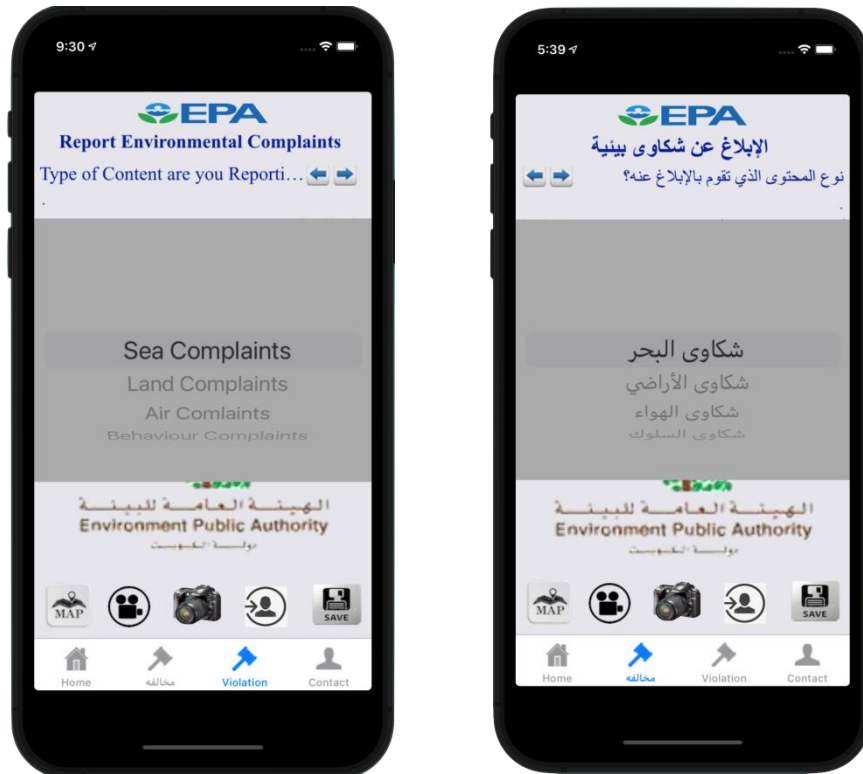 9:30
EPA
Report Environmental Complaints
Type of Content are you Reporti...
Sea Complaints
Land Complaints
Air Comlaints
Behaviour Complaints
الهيئة العامة للبيئة
Environment Public Authority
دولة الكويت
MAP
SAVE
Home
مخالفه
Violation
Contact
5:39
EPA
الإبلاغ عن شكاوى بيئية
نوع المحتوى الذي تقوم بالإبلاغ عنه؟
شكاوى البحر
شكاوى الأراضي
شكاوى الهواء
شكاوى السلوك
الهيئة العامة للبيئة
Environment Public Authority
دولة الكويت
MAP
SAVE
Home
مخالفه
Violation
Contact